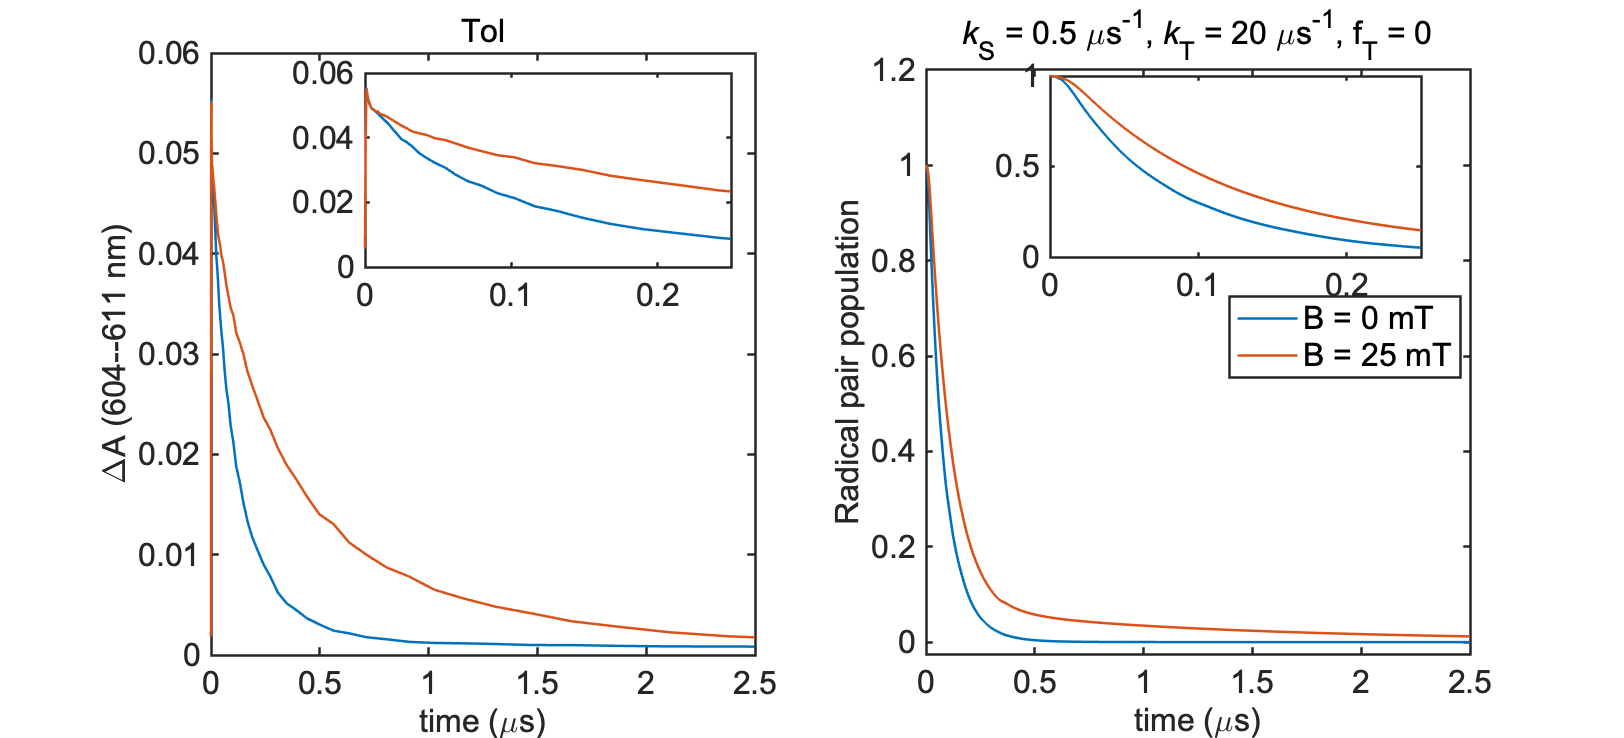 Tol
0.06
0.05
0.04
0.03
0.02
0.01
0
0 0.5 1 1.5 2 2.5
time (μs)
ΔA (604--611 nm)
0.06
0.04
0.02
0
0 0.1 0.2
kS = 0.5 μs-1, kT = 20 μs-1, fT = 0
1.2
1
0.8
0.6
0.4
0.2
0
0 0.5 1 1.5 2 2.5
time (μs)
Radical pair population
1
0.5
0
0 0.1 0.2
B = 0 mT
B = 25 mT